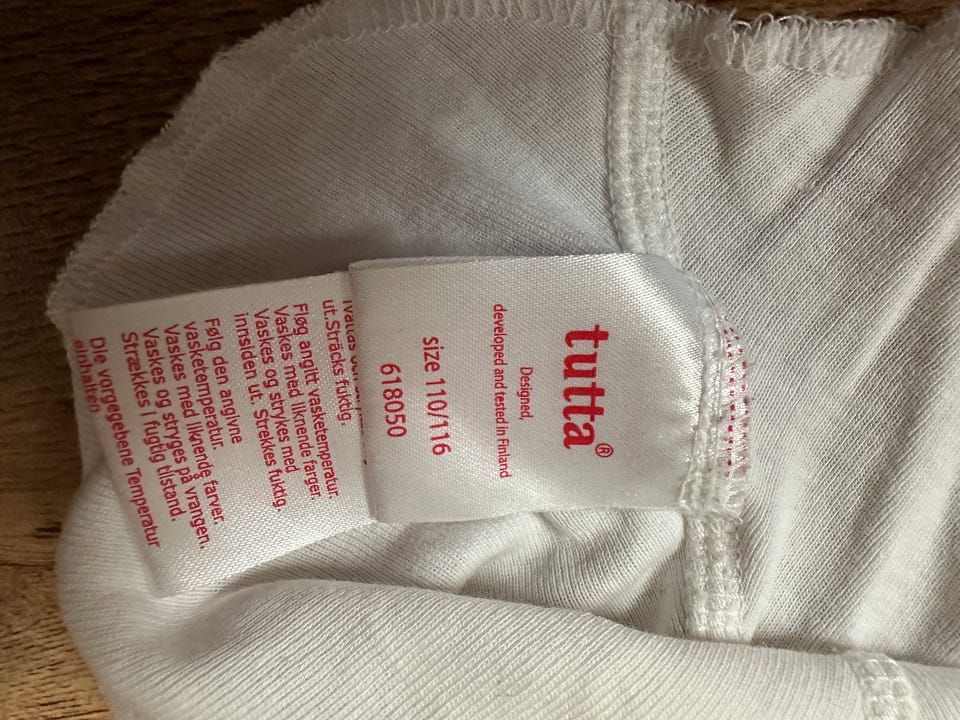 tutta®
Designed,
developed and tested in Finland
size 110/116
618050
ut.Sträcks fuktig.
Fløg angitt vasketemperatur.
Vaskes med liknende farger.
Vaskes og strykes med
innsiden ut. Strekkes fuktig.
Følg den angivne
vasketemperatur.
Vaskes med liknende farver.
Vaskes og stryges på vrangen.
Strækkes i fugtig tilstand.
Die vorgegebene Temperatur
einhalten